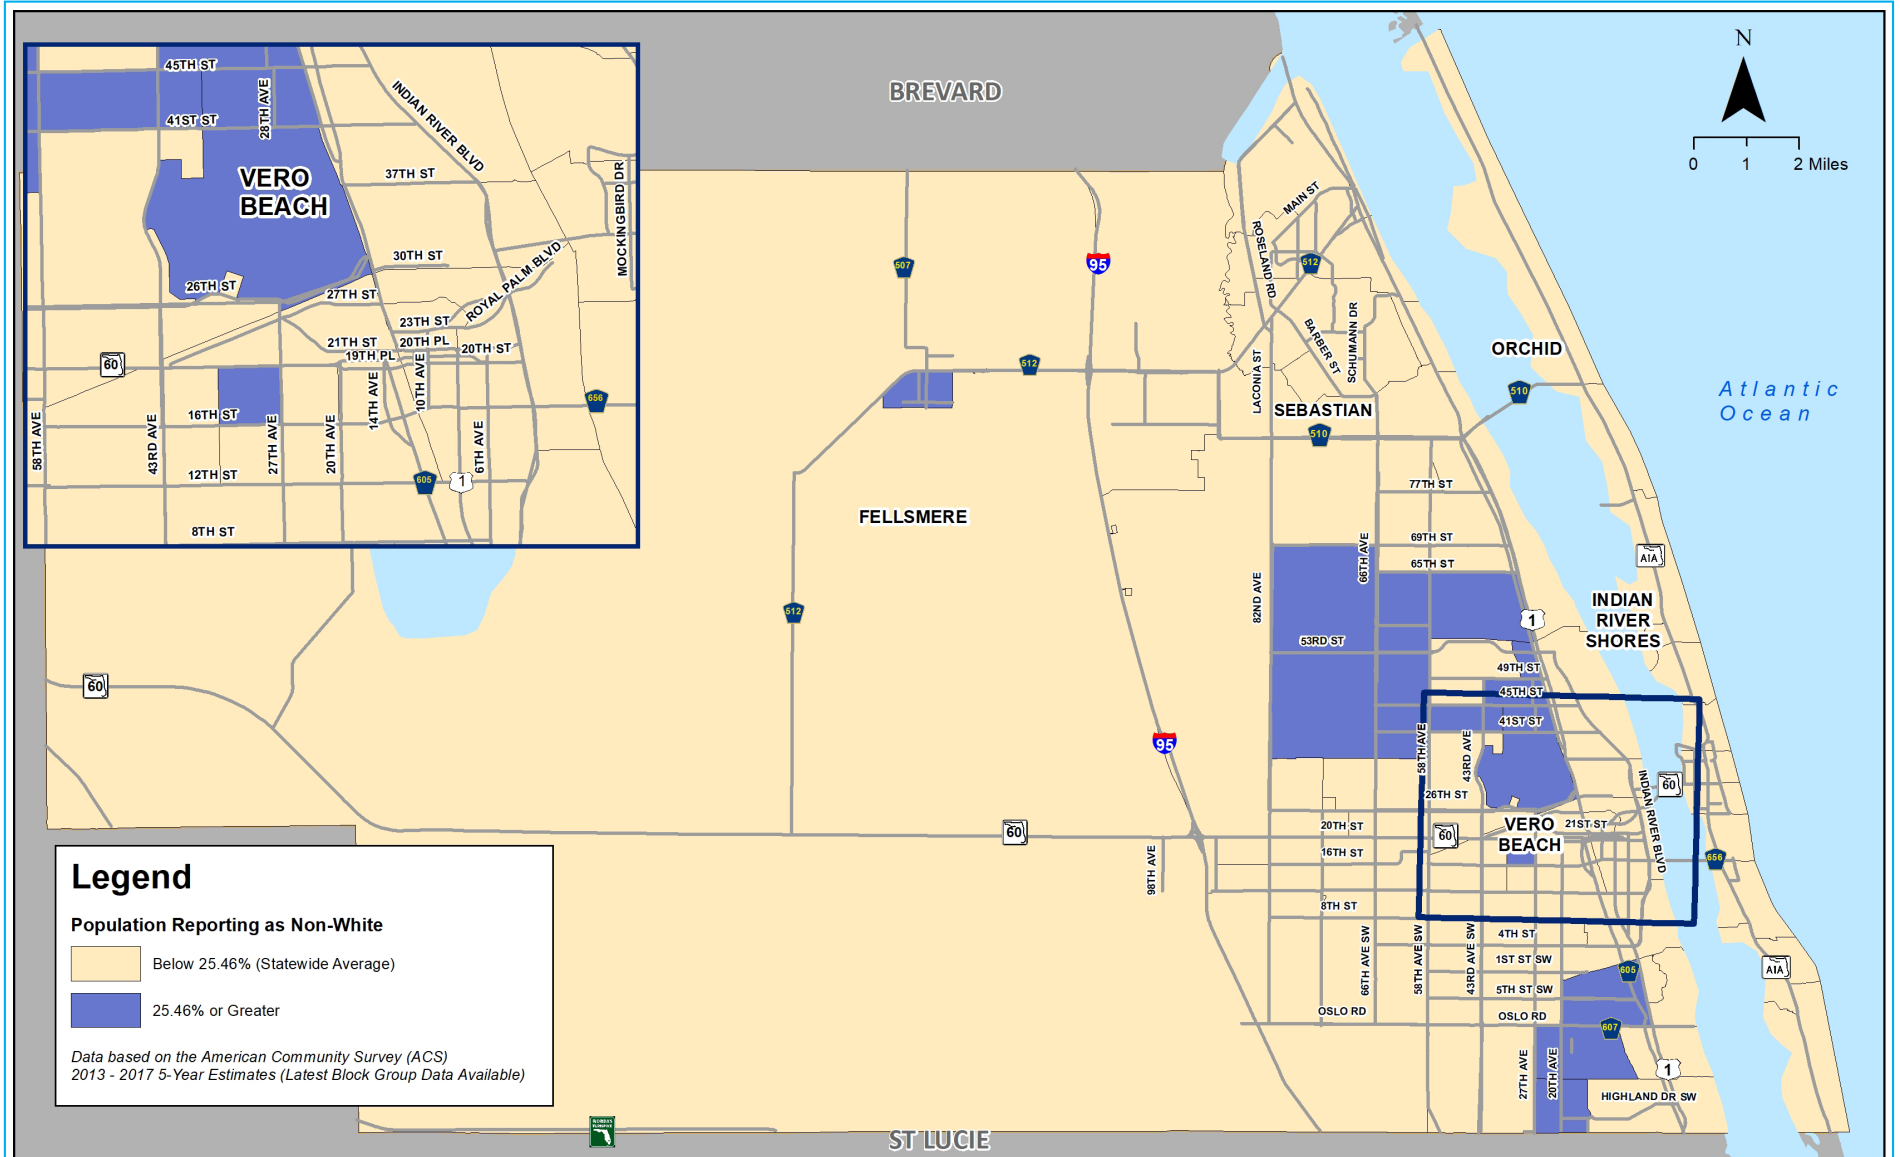 BREVARD
N
0 1 2 Miles
45TH ST
28TH AVE
41ST ST
INDIAN RIVER BLVD
VERO
BEACH
37TH ST
MOCKINGBIRD DR
30TH ST
26TH ST
27TH ST
ROYAL PALM BLVD
23TH ST
21TH ST
20TH PL
20TH ST
19TH PL
60
10TH AVE
14TH AVE
656
16TH ST
58TH AVE
43RD AVE
27TH AVE
20TH AVE
6TH AVE
12TH ST
605
1
8TH ST
MAIN ST
ROSELAND RD
512
507
95
BARBER ST
SCHUMANN DR
LACONIA ST
512
ORCHID
510
Atlantic
Ocean
SEBASTIAN
510
77TH ST
FELLSMERE
69TH ST
66TH AVE
65TH ST
A1A
82ND AVE
512
INDIAN
RIVER
SHORES
1
53RD ST
49TH ST
60
45TH ST
41ST ST
95
58TH AVE
43RD AVE
INDIAN RIVER BLVD
60
26TH ST
20TH ST
60
60
VERO
BEACH
21ST ST
16TH ST
98TH AVE
656
8TH ST
66TH AVE SW
58TH AVE SW
43RD AVE SW
4TH ST
1ST ST SW
605
A1A
5TH ST SW
OSLO RD
OSLO RD
607
27TH AVE
20TH AVE
1
HIGHLAND DR SW
ST LUCIE
Legend
Population Reporting as Non-White
Below 25.46% (Statewide Average)
25.46% or Greater
Data based on the American Community Survey (ACS)
2013 - 2017 5-Year Estimates (Latest Block Group Data Available)